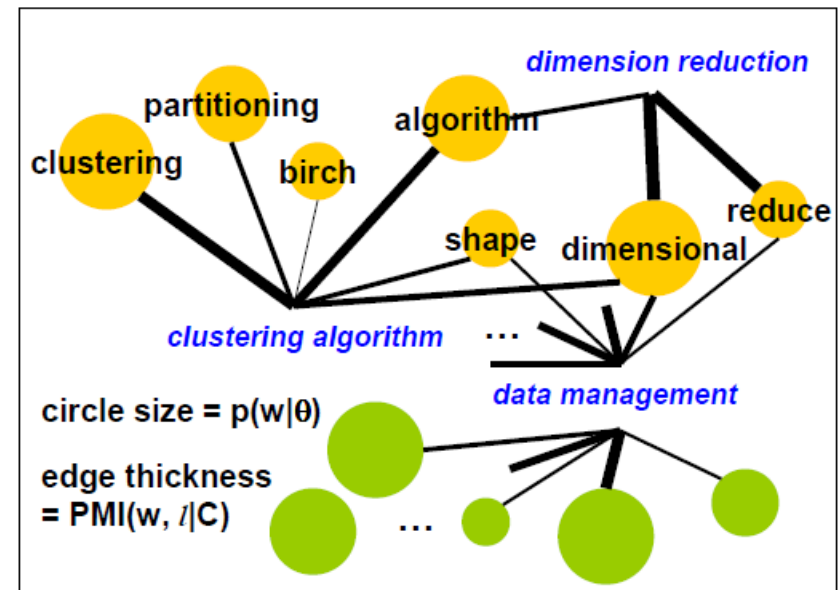 dimension reduction
partitioning
algorithm
clustering
birch
reduce
shape
dimensional
clustering algorithm
...
data management
circle size = p(w|θ)
edge thickness
= PMI(w, l|C)
...